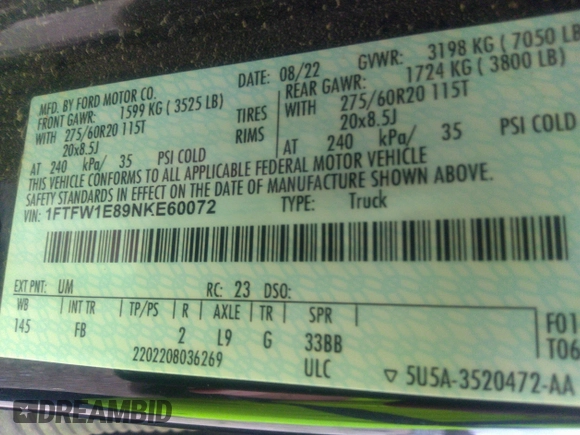 MFD. BY FORD MOTOR CO. DATE: 08/22 GVWR: 3198 KG ( 7050 LB
FRONT GAWR: 1599 KG ( 3525 LB) REAR GAWR: 1724 KG ( 3800 LB)
WITH 275/60R20 115T TIRES WITH 275/60R20 115T
20x8.5J RIMS 20x8.5J
AT 240 kPa/ 35 PSI COLD AT 240 kPa/ 35 PSI COLD
THIS VEHICLE CONFORMS TO ALL APPLICABLE FEDERAL MOTOR VEHICLE
SAFETY STANDARDS IN EFFECT ON THE DATE OF MANUFACTURE SHOWN ABOVE.
VIN: 1FTFW1E89NKE60072 TYPE: Truck
EXT PNT: UM RC: 23 DSO:
WB INT TR TP/PS R AXLE TR SPR
145 FB 2 L9 G 33BB
2202208036269 ULC
F01
T06
▽ 5U5A-3520472-AA
DREAMBID